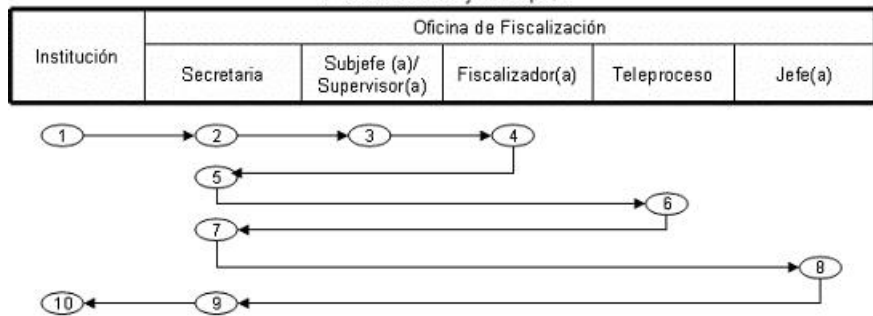 Oficina de Fiscalización
Institución
Secretaria
Subjefe (a)/
Supervisor(a)
Fiscalizador(a)
Teleproceso
Jefe(a)
1 2 3 4
5
6
7
8
10 9